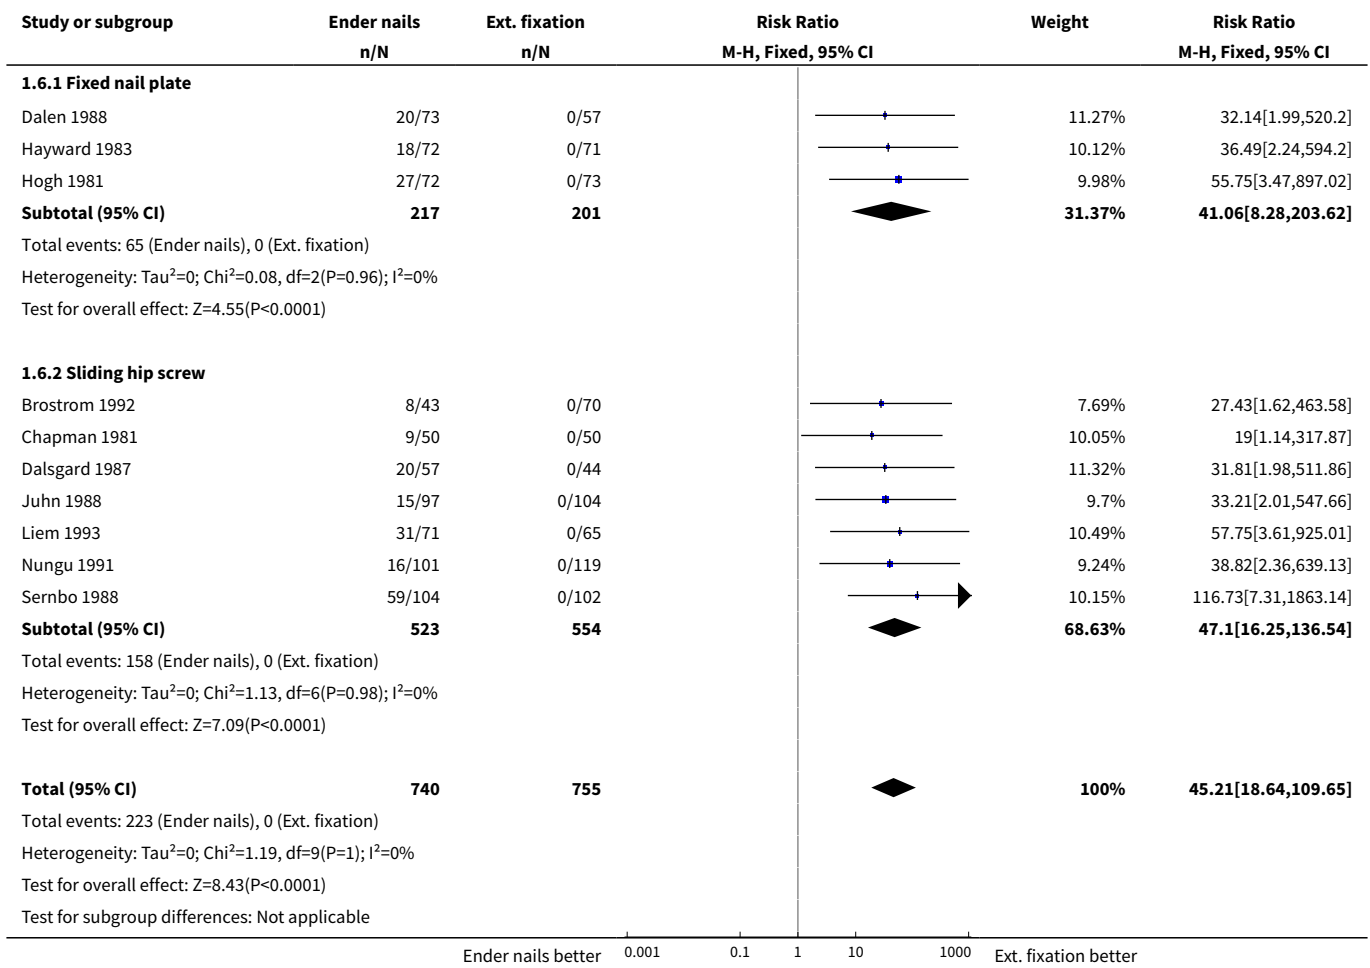 Study or subgroup Ender nails Ext. fixation Risk Ratio Weight Risk Ratio
n/N n/N M-H, Fixed, 95% CI M-H, Fixed, 95% CI
1.6.1 Fixed nail plate
Dalen 1988 20/73 0/57 11.27% 32.14[1.99,520.2]
Hayward 1983 18/72 0/71 10.12% 36.49[2.24,594.2]
Hogh 1981 27/72 0/73 9.98% 55.75[3.47,897.02]
Subtotal (95% CI) 217 201 31.37% 41.06[8.28,203.62]
Total events: 65 (Ender nails), 0 (Ext. fixation)
Heterogeneity: Tau²=0; Chi²=0.08, df=2(P=0.96); I²=0%
Test for overall effect: Z=4.55(P<0.0001)
1.6.2 Sliding hip screw
Brostrom 1992 8/43 0/70 7.69% 27.43[1.62,463.58]
Chapman 1981 9/50 0/50 10.05% 19[1.14,317.87]
Dalsgard 1987 20/57 0/44 11.32% 31.81[1.98,511.86]
Juhn 1988 15/97 0/104 9.7% 33.21[2.01,547.66]
Liem 1993 31/71 0/65 10.49% 57.75[3.61,925.01]
Nungu 1991 16/101 0/119 9.24% 38.82[2.36,639.13]
Sernbo 1988 59/104 0/102 10.15% 116.73[7.31,1863.14]
Subtotal (95% CI) 523 554 68.63% 47.1[16.25,136.54]
Total events: 158 (Ender nails), 0 (Ext. fixation)
Heterogeneity: Tau²=0; Chi²=1.13, df=6(P=0.98); I²=0%
Test for overall effect: Z=7.09(P<0.0001)
Total (95% CI) 740 755 100% 45.21[18.64,109.65]
Total events: 223 (Ender nails), 0 (Ext. fixation)
Heterogeneity: Tau²=0; Chi²=1.19, df=9(P=1); I²=0%
Test for overall effect: Z=8.43(P<0.0001)
Test for subgroup differences: Not applicable
Ender nails better 0.001 0.1 1 10 1000 Ext. fixation better